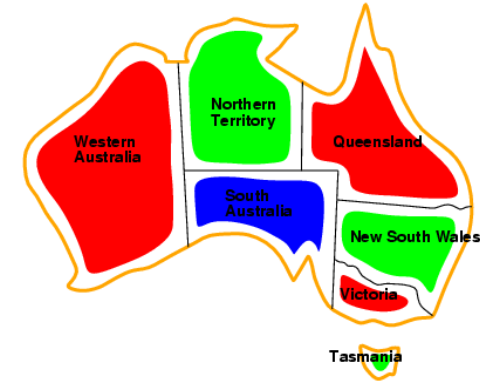 Northern
Territory
Western
Australia
Queensland
South
Australia
New South Wales
Victoria
Tasmania